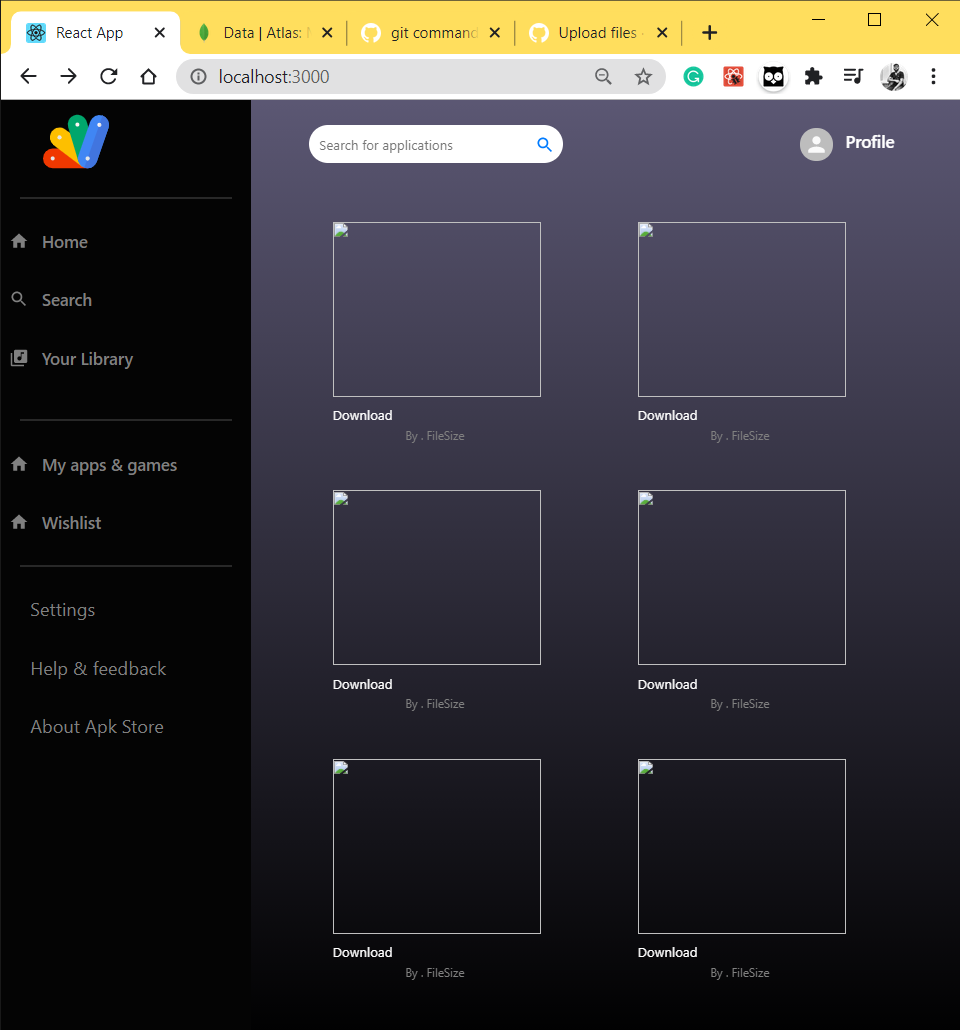 React App
Data | Atlas: M
git command
Upload files
localhost:3000
Search for applications
Profile
Home
Search
Your Library
My apps & games
Wishlist
Settings
Help & feedback
About Apk Store
Download
By . FileSize
Download
By . FileSize
Download
By . FileSize
Download
By . FileSize
Download
By . FileSize
Download
By . FileSize